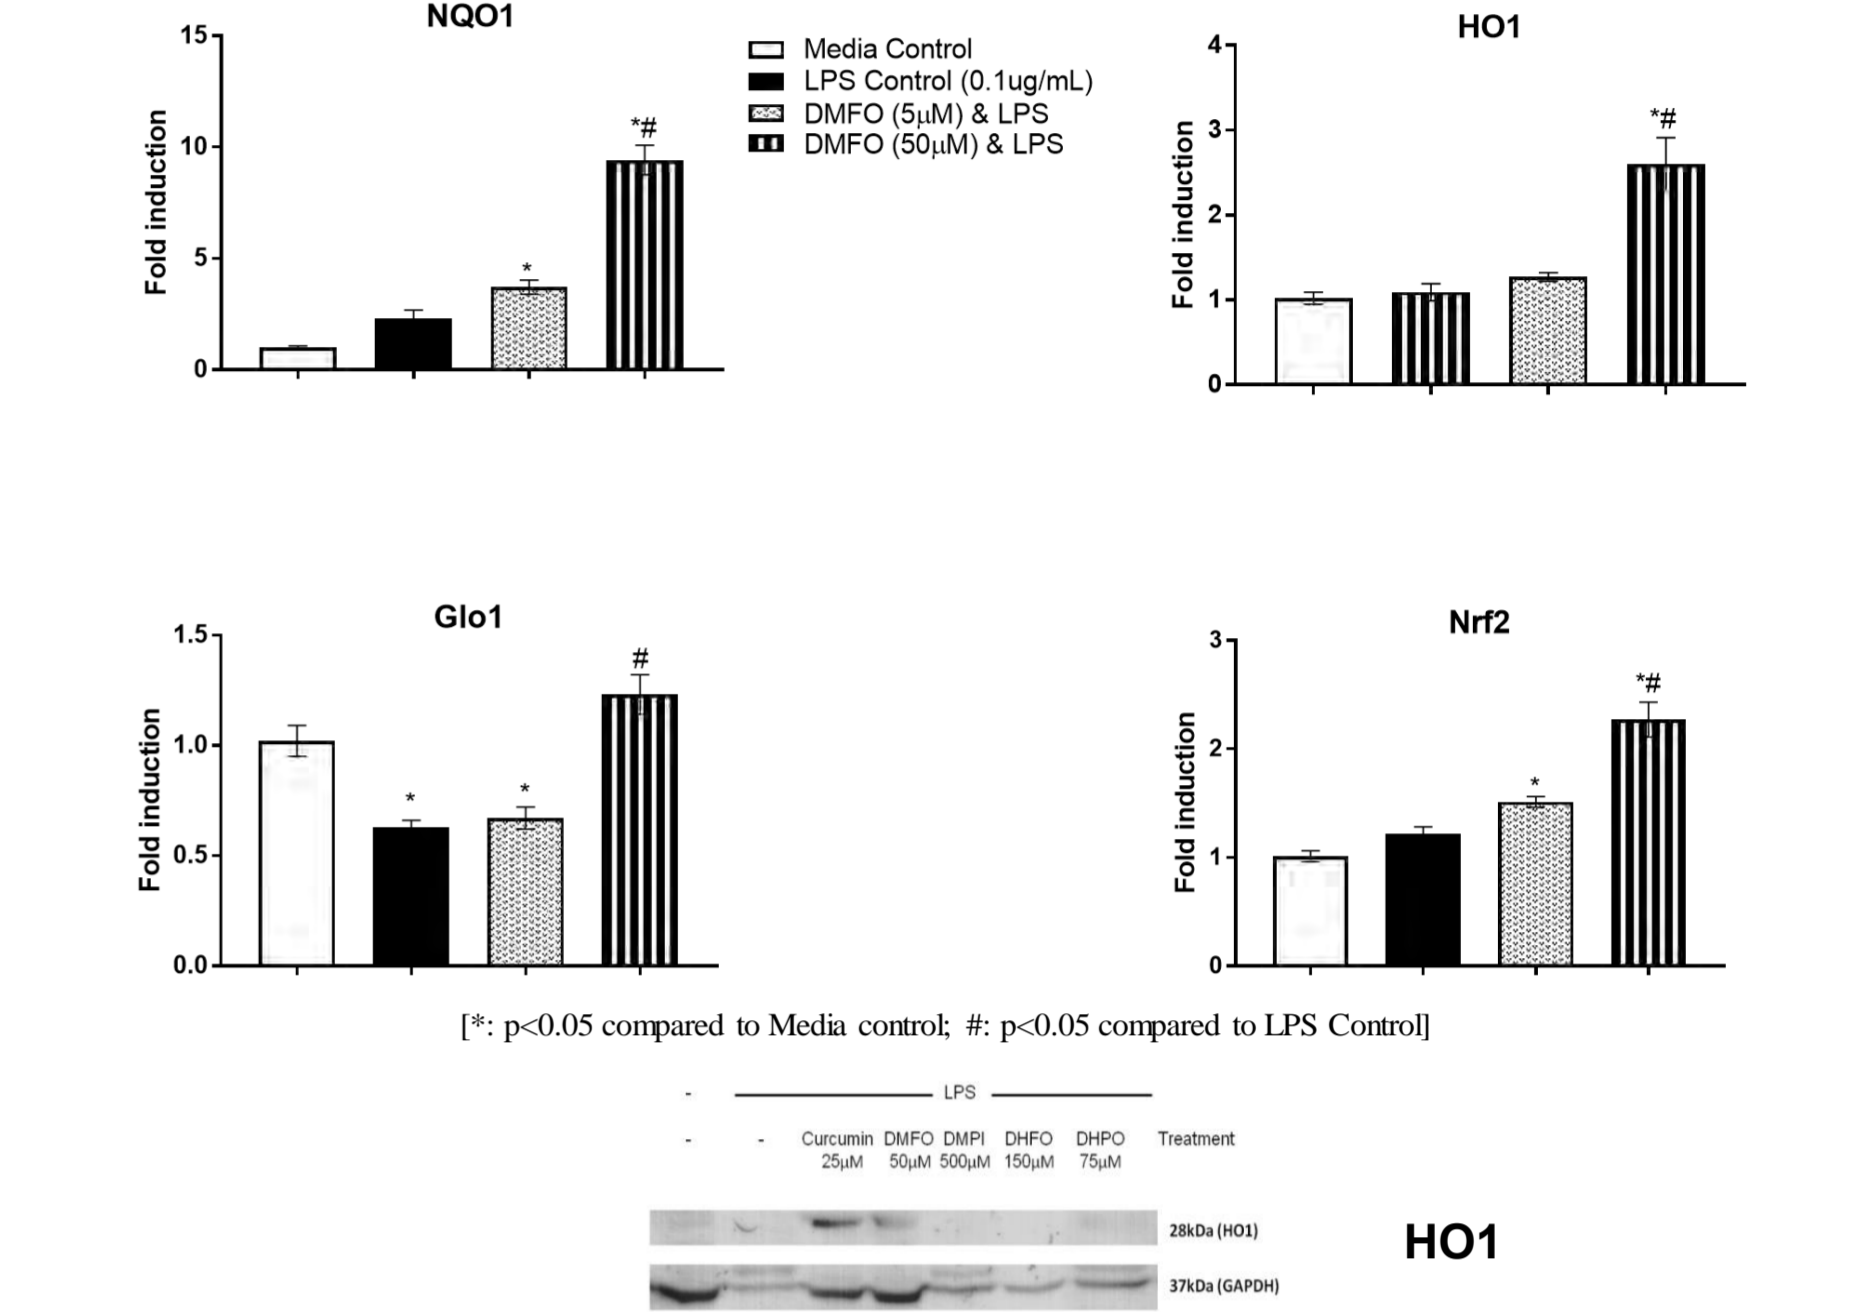 NQO1
15
10
5
0
Fold induction
*
*#
Media Control
LPS Control (0.1ug/mL)
DMFO (5µM) & LPS
DMFO (50µM) & LPS
HO1
4
3
2
1
0
Fold induction
*#
Glo1
1.5
1.0
0.5
0.0
Fold induction
*
*
#
Nrf2
3
2
1
0
Fold induction
*
*#
[*: p<0.05 compared to Media control; #: p<0.05 compared to LPS Control]
- LPS
- - Curcumin DMFO DMPI DHFO DHPO Treatment
25µM 50µM 500µM 150µM 75µM
28kDa (HO1)
HO1
37kDa (GAPDH)